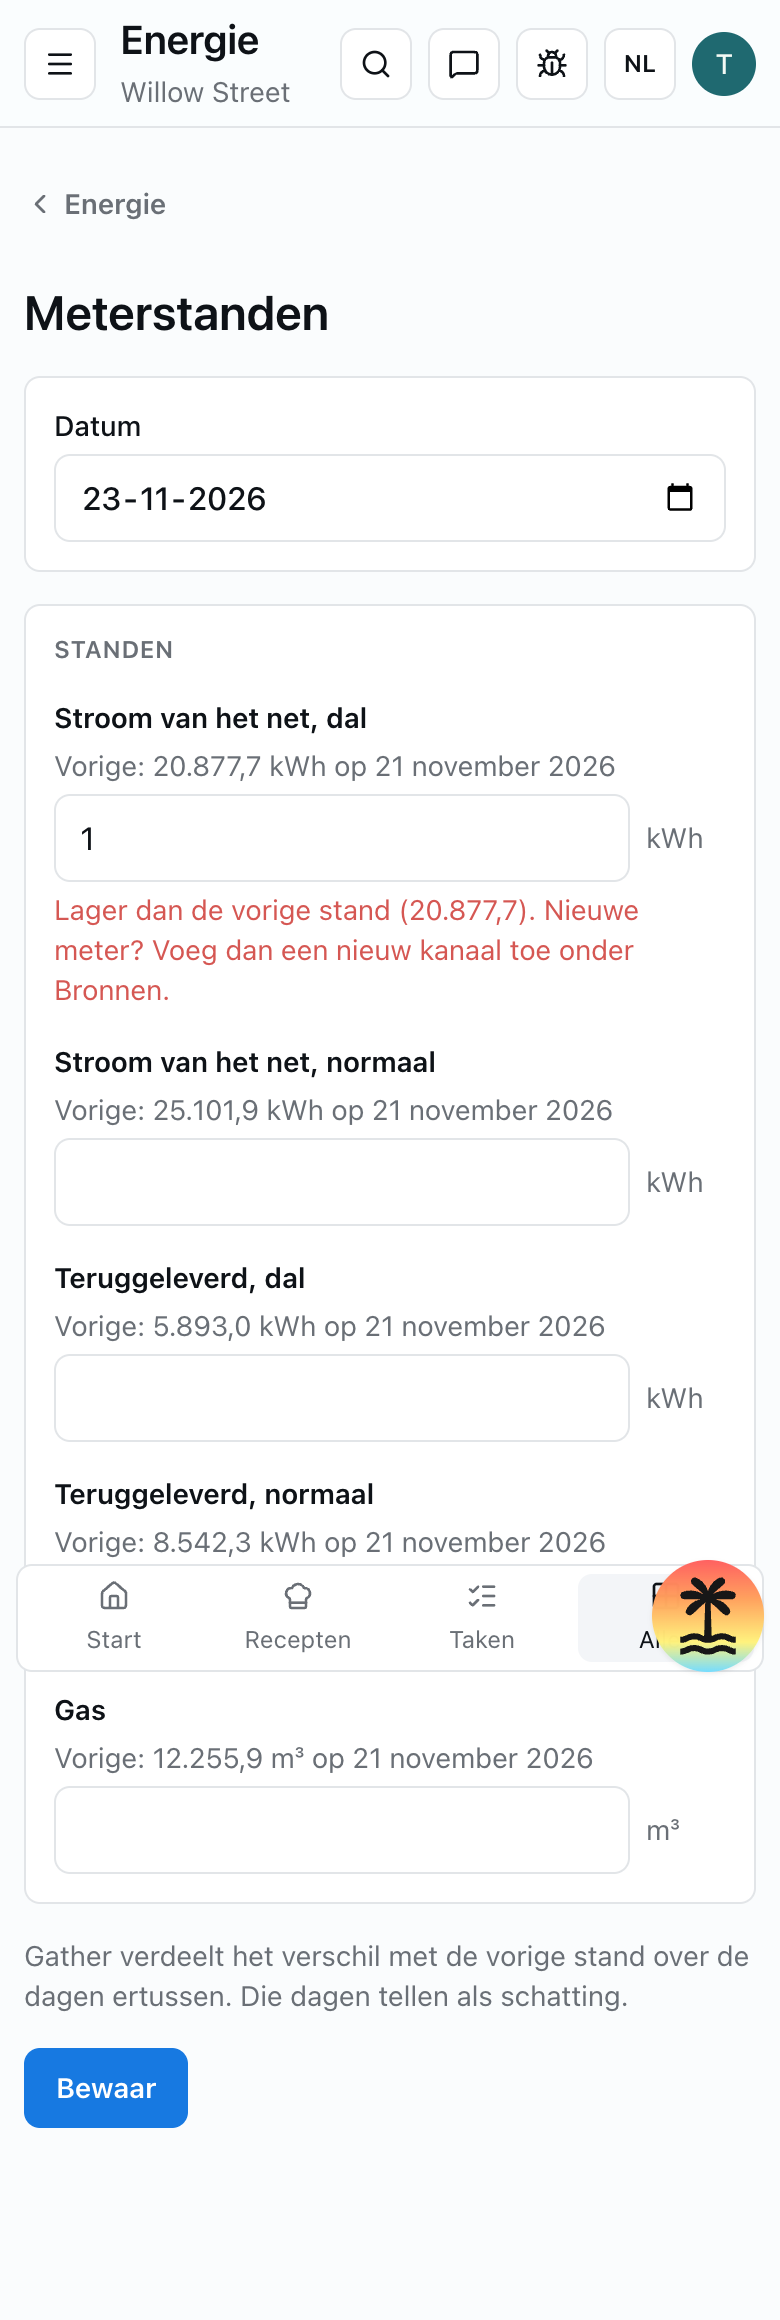 Energie
Willow Street
NL
T
Energie
Meterstanden
Datum
23-11-2026
STANDEN
Stroom van het net, dal
Vorige: 20.877,7 kWh op 21 november 2026
1
kWh
Lager dan de vorige stand (20.877,7). Nieuwe
meter? Voeg dan een nieuw kanaal toe onder
Bronnen.
Stroom van het net, normaal
Vorige: 25.101,9 kWh op 21 november 2026
kWh
Teruggeleverd, dal
Vorige: 5.893,0 kWh op 21 november 2026
kWh
Teruggeleverd, normaal
Vorige: 8.542,3 kWh op 21 november 2026
Start
Recepten
Taken
Gas
Vorige: 12.255,9 m³ op 21 november 2026
m³
Gather verdeelt het verschil met de vorige stand over de
dagen ertussen. Die dagen tellen als schatting.
Bewaar